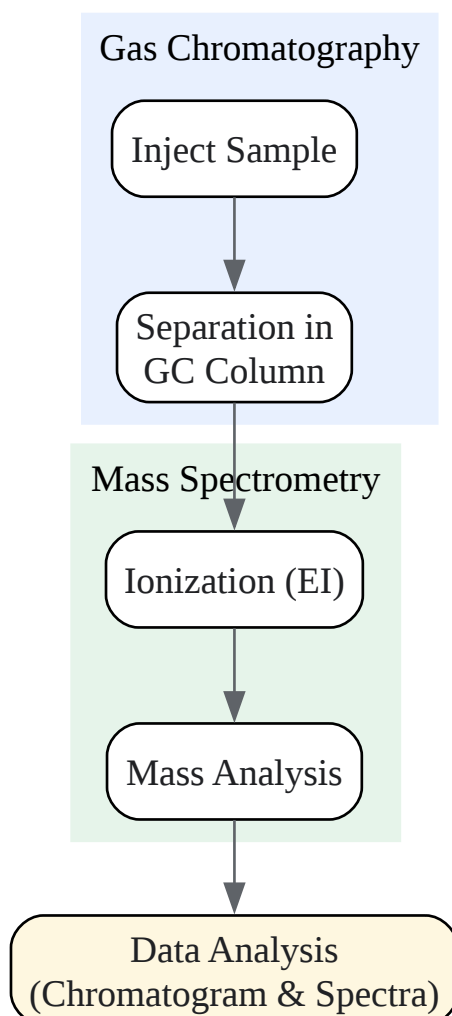 Gas Chromatography
Inject Sample
Separation in
GC Column
Mass Spectrometry
Ionization (EI)
Mass Analysis
Data Analysis
(Chromatogram & Spectra)